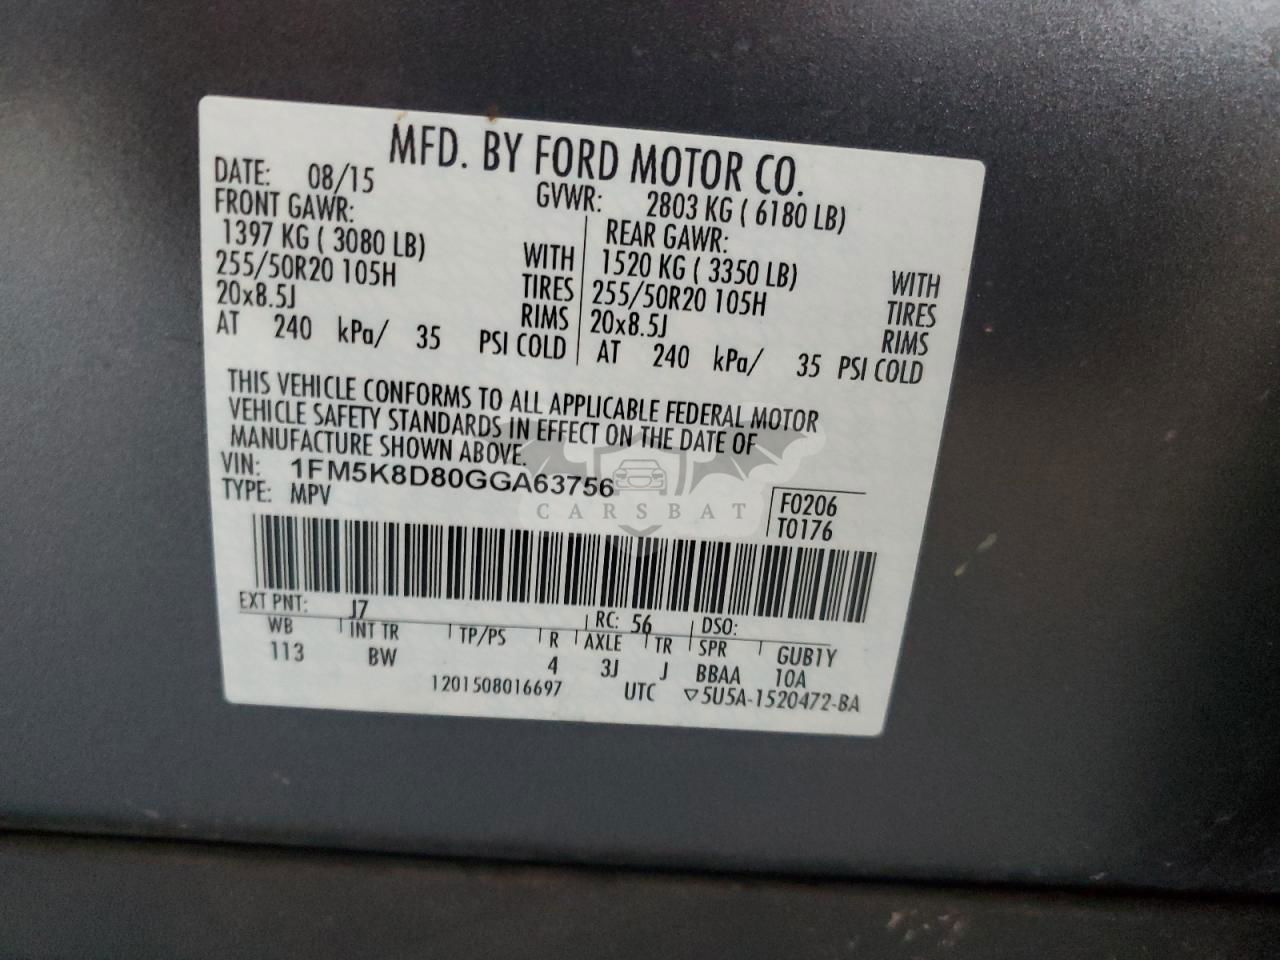 MFD. BY FORD MOTOR CO.
DATE: 08/15 GVWR: 2803 KG ( 6180 LB)
FRONT GAWR: REAR GAWR:
1397 KG ( 3080 LB) WITH 1520 KG ( 3350 LB) WITH
255/50R20 105H TIRES 255/50R20 105H TIRES
20x8.5J RIMS 20x8.5J RIMS
AT 240 kPa/ 35 PSI COLD AT 240 kPa/ 35 PSI COLD
THIS VEHICLE CONFORMS TO ALL APPLICABLE FEDERAL MOTOR
VEHICLE SAFETY STANDARDS IN EFFECT ON THE DATE OF
MANUFACTURE SHOWN ABOVE.
VIN: 1FM5K8D80GGA63756
TYPE: MPV
F0206
T0176
CARSBAT
EXT PNT: J7 RC: 56 DSO:
WB INT TR TP/PS R AXLE TR SPR GUB1Y
113 BW 4 3J J BBAA 10A
1201508016697 UTC ▽5U5A-1520472-BA